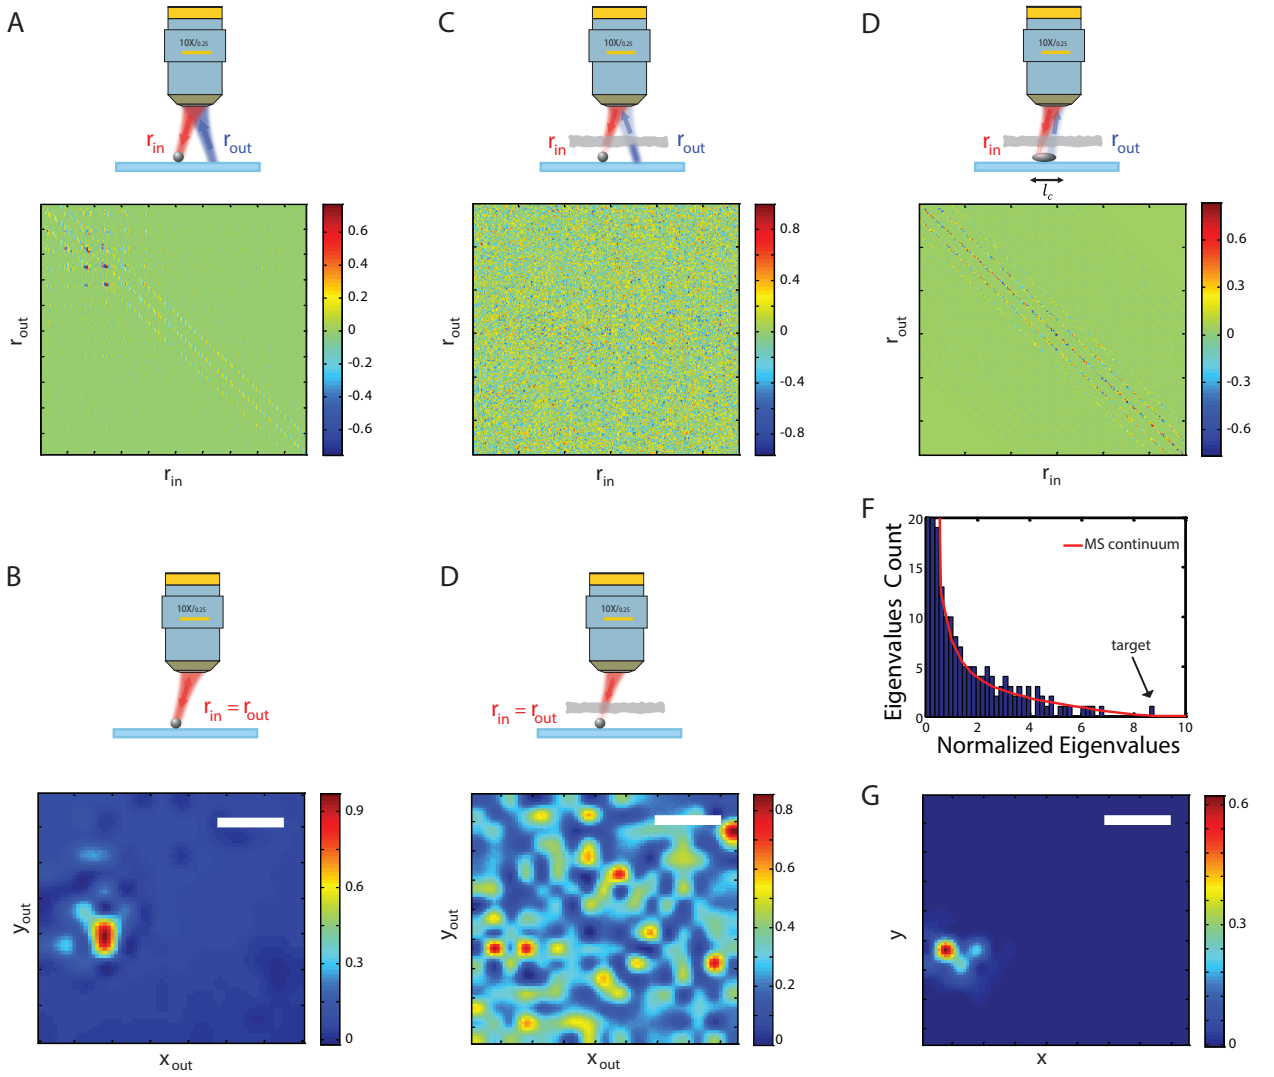 A
10X/0.25
r_in
r_out
0.6
0.4
0.2
0
-0.2
-0.4
-0.6
r_out
r_in
C
10X/0.25
r_in
r_out
0.8
0.4
0
-0.4
-0.8
r_out
r_in
D
10X/0.25
r_in
r_out
l_c
0.6
0.3
0
-0.3
-0.6
r_out
r_in
B
10X/0.25
r_in = r_out
0.9
0.6
0.3
0
y_out
x_out
D
10X/0.25
r_in = r_out
0.8
0.6
0.4
0.2
0
y_out
x_out
F
20
15
10
5
0
0 2 4 6 8 10
Eigenvalues Count
MS continuum
target
Normalized Eigenvalues
G
0.6
0.3
0
y
x